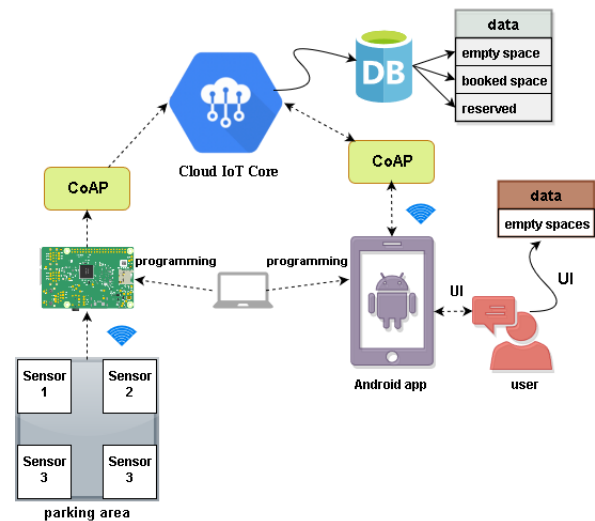 data
empty space
booked space
reserved
DB
Cloud IoT Core
CoAP
CoAP
data
empty spaces
programming
programming
UI
UI
Android app
user
Sensor
1
Sensor
2
Sensor
3
Sensor
3
parking area